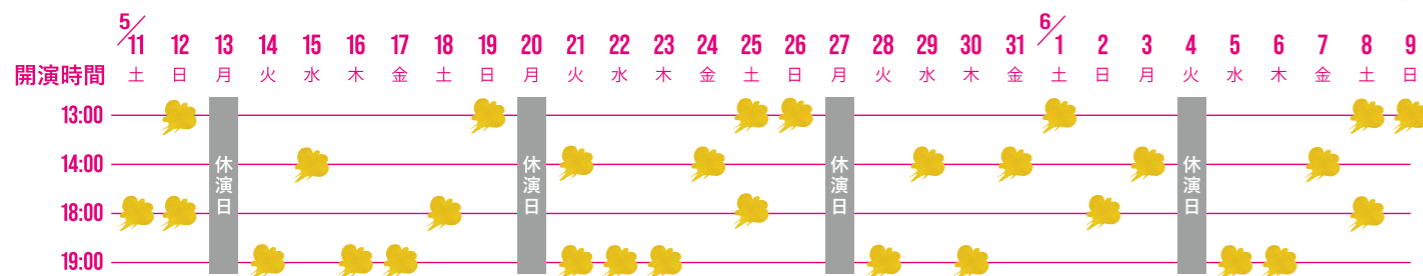 5/11 12 13 14 15 16 17 18 19 20 21 22 23 24 25 26 27 28 29 30 31 6/1 2 3 4 5 6 7 8 9
開演時間 土 日 月 火 水 木 金 土 日 月 火 水 木 金 土 日 月 火 水 木 金 土 日 月 火 水 木 金 土 日
13:00
14:00
18:00
19:00
休演日
休演日
休演日
休演日